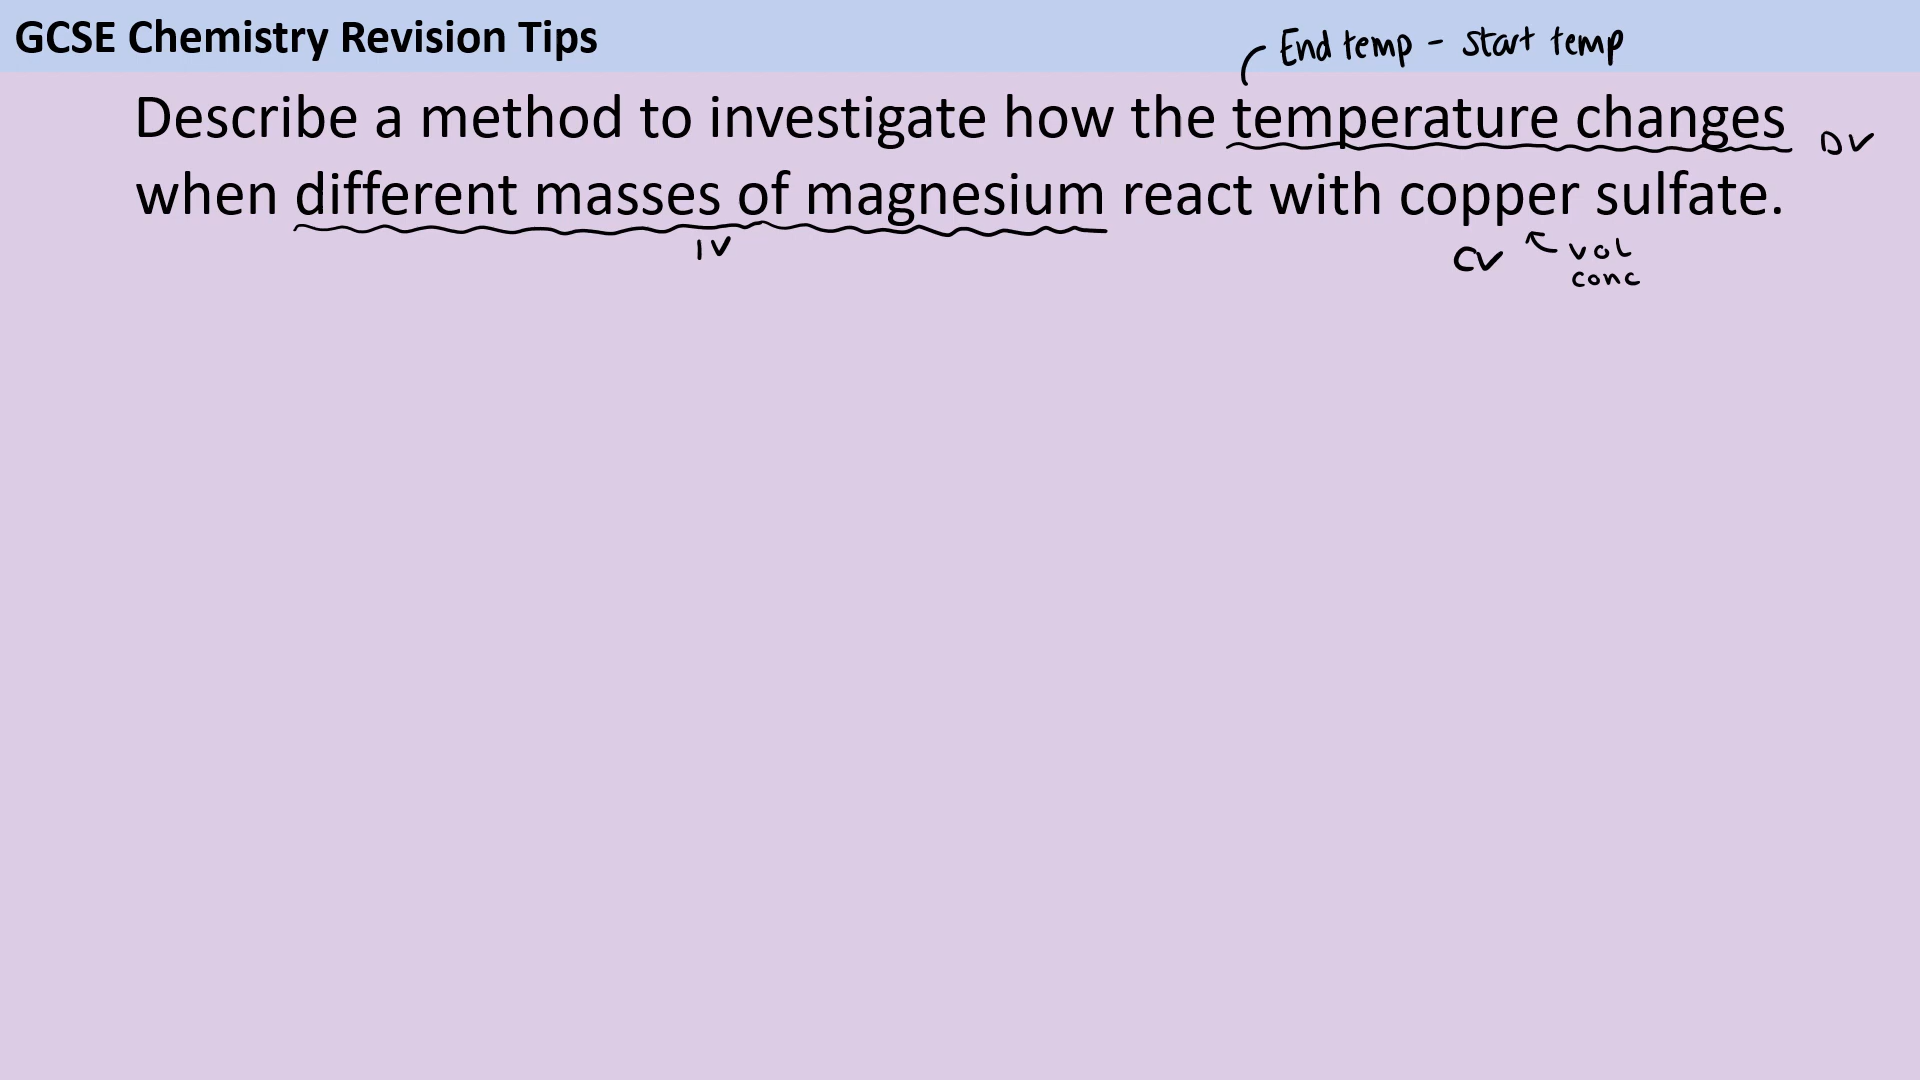 GCSE Chemistry Revision Tips
End temp - start temp
Describe a method to investigate how the temperature changes
DV
when different masses of magnesium react with copper sulfate.
IV
CV
vol
conc